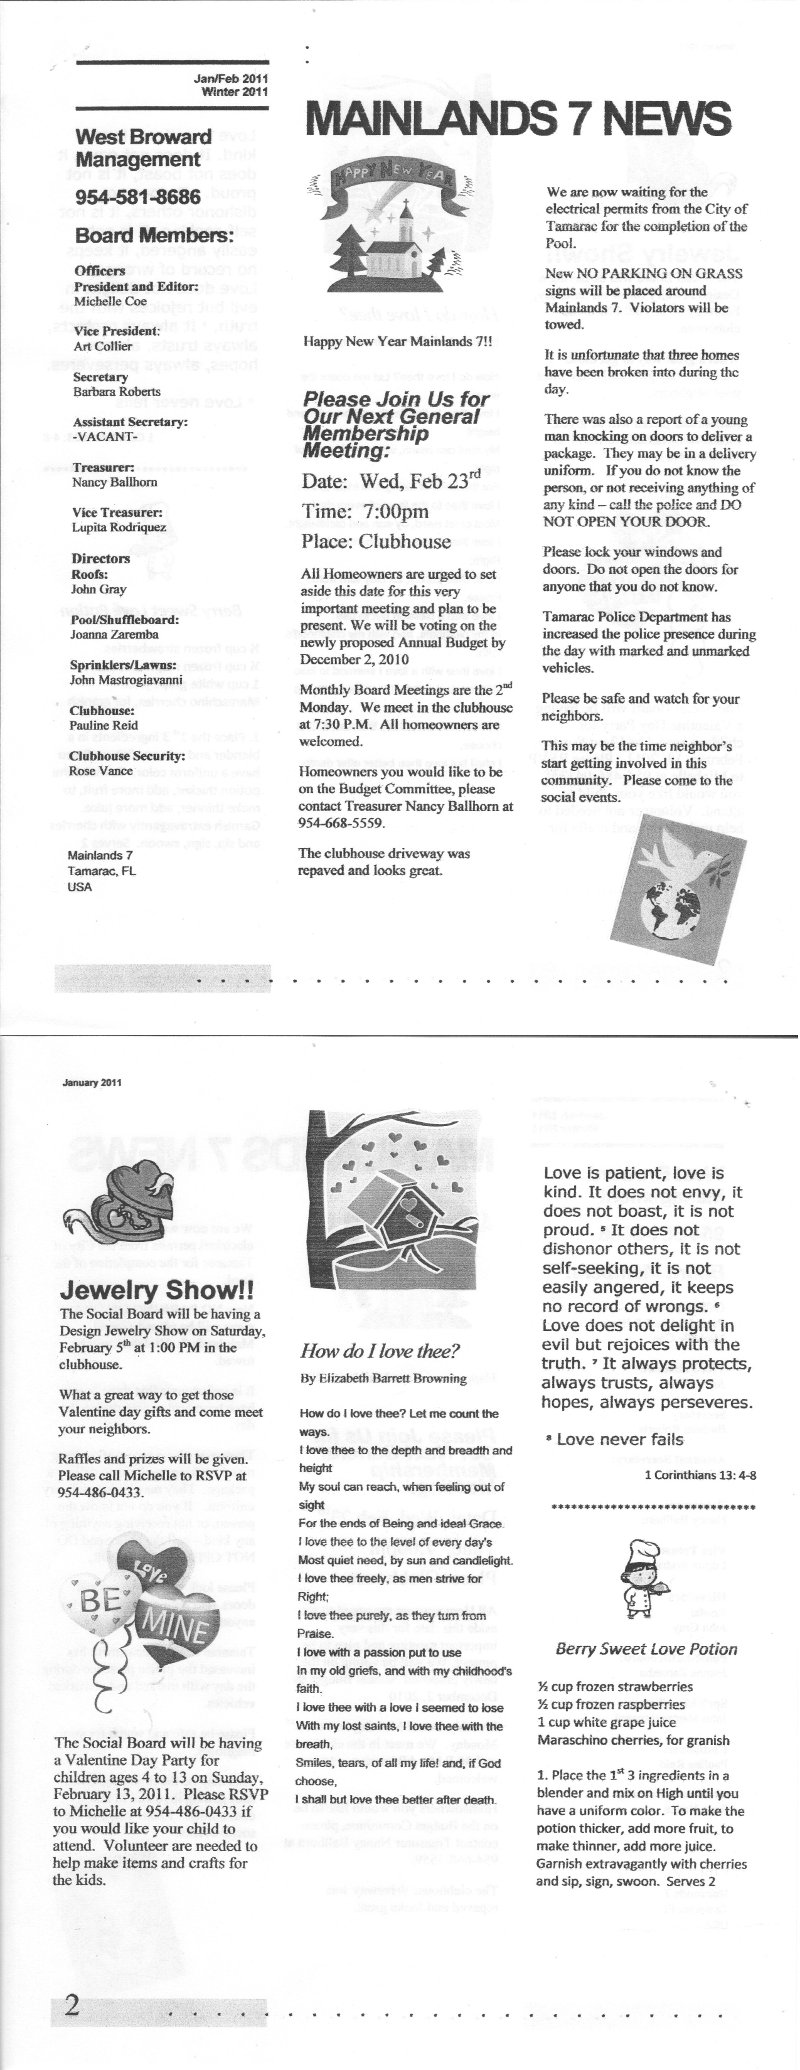 Jan/Feb 2011
Winter 2011
West Broward
Management
954-581-8686
Board Members:
Officers
President and Editor:
Michelle Coe
Vice President:
Art Collier
Secretary
Barbara Roberts
Assistant Secretary:
-VACANT-
Treasurer:
Nancy Ballhorn
Vice Treasurer:
Lupita Rodriquez
Directors
Roofs:
John Gray
Pool/Shuffleboard:
Joanna Zaremba
Sprinklers/Lawns:
John Mastrogiavanni
Clubhouse:
Pauline Reid
Clubhouse Security:
Rose Vance
Mainlands 7
Tamarac, FL
USA
MAINLANDS 7 NEWS
HAPPY NEW YEAR
Happy New Year Mainlands 7!!
Please Join Us for
Our Next General
Membership
Meeting:
Date: Wed, Feb 23rd
Time: 7:00pm
Place: Clubhouse
All Homeowners are urged to set
aside this date for this very
important meeting and plan to be
present. We will be voting on the
newly proposed Annual Budget by
December 2, 2010
Monthly Board Meetings are the 2nd
Monday. We meet in the clubhouse
at 7:30 P.M. All homeowners are
welcomed.
Homeowners you would like to be
on the Budget Committee, please
contact Treasurer Nancy Ballhorn at
954-668-5559.
The clubhouse driveway was
repaved and looks great.
We are now waiting for the
electrical permits from the City of
Tamarac for the completion of the
Pool.
New NO PARKING ON GRASS
signs will be placed around
Mainlands 7. Violators will be
towed.
It is unfortunate that three homes
have been broken into during the
day.
There was also a report of a young
man knocking on doors to deliver a
package. They may be in a delivery
uniform. If you do not know the
person, or not receiving anything of
any kind – call the police and DO
NOT OPEN YOUR DOOR.
Please lock your windows and
doors. Do not open the doors for
anyone that you do not know.
Tamarac Police Department has
increased the police presence during
the day with marked and unmarked
vehicles.
Please be safe and watch for your
neighbors.
This may be the time neighbor's
start getting involved in this
community. Please come to the
social events.
January 2011
Jewelry Show!!
The Social Board will be having a
Design Jewelry Show on Saturday,
February 5th at 1:00 PM in the
clubhouse.
What a great way to get those
Valentine day gifts and come meet
your neighbors.
Raffles and prizes will be given.
Please call Michelle to RSVP at
954-486-0433.
LOVE
BE
MINE
The Social Board will be having
a Valentine Day Party for
children ages 4 to 13 on Sunday,
February 13, 2011. Please RSVP
to Michelle at 954-486-0433 if
you would like your child to
attend. Volunteer are needed to
help make items and crafts for
the kids.
2
How do I love thee?
By Elizabeth Barrett Browning
How do I love thee? Let me count the
ways.
I love thee to the depth and breadth and
height
My soul can reach, when feeling out of
sight
For the ends of Being and ideal Grace.
I love thee to the level of every day's
Most quiet need, by sun and candlelight.
I love thee freely, as men strive for
Right;
I love thee purely, as they turn from
Praise.
I love with a passion put to use
In my old griefs, and with my childhood's
faith.
I love thee with a love I seemed to lose
With my lost saints, I love thee with the
breath,
Smiles, tears, of all my life! and, if God
choose,
I shall but love thee better after death.
Love is patient, love is
kind. It does not envy, it
does not boast, it is not
proud. 5 It does not
dishonor others, it is not
self-seeking, it is not
easily angered, it keeps
no record of wrongs. 6
Love does not delight in
evil but rejoices with the
truth. 7 It always protects,
always trusts, always
hopes, always perseveres.
8 Love never fails
1 Corinthians 13: 4-8
******************************
Berry Sweet Love Potion
½ cup frozen strawberries
½ cup frozen raspberries
1 cup white grape juice
Maraschino cherries, for granish
1. Place the 1st 3 ingredients in a
blender and mix on High until you
have a uniform color. To make the
potion thicker, add more fruit, to
make thinner, add more juice.
Garnish extravagantly with cherries
and sip, sign, swoon. Serves 2